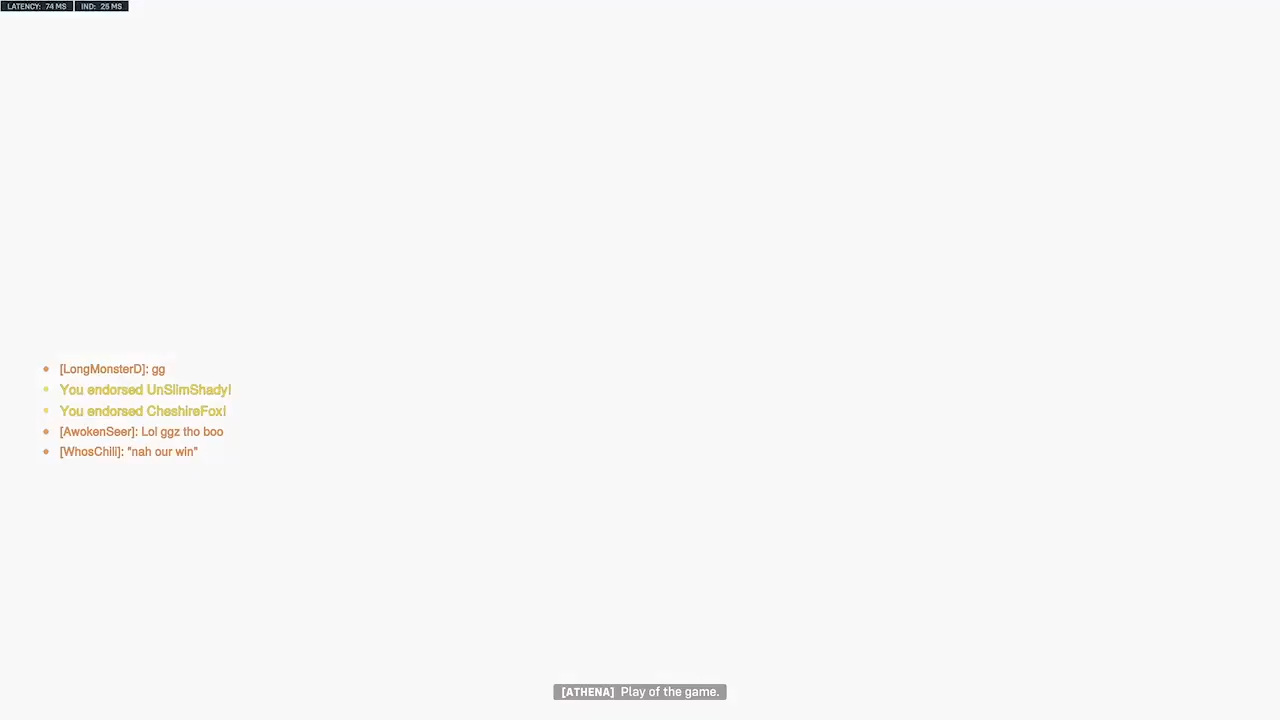 LATENCY: 74 MS IND: 25 MS
[LongMonsterD]: gg
You endorsed UnSlimShady!
You endorsed CheshireFox!
[AwokenSeer]: Lol ggz tho boo
[WhosChili]: "nah our win"
[ATHENA] Play of the game.